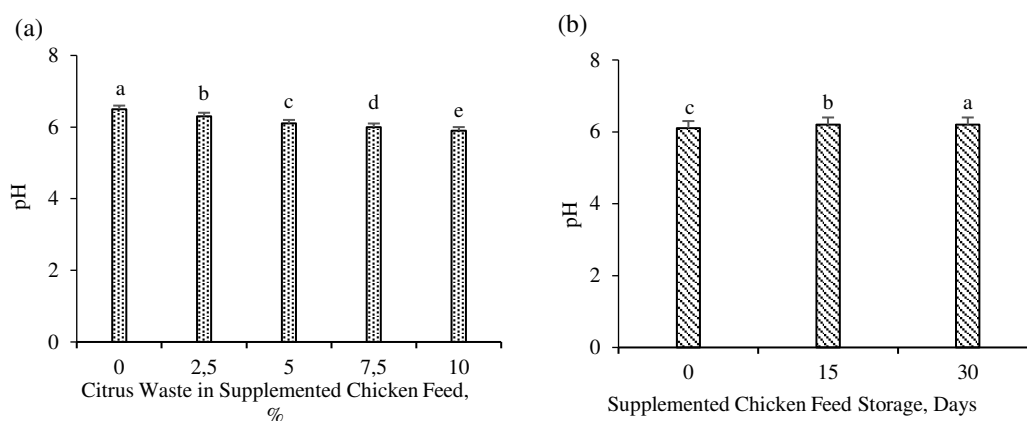 (a)
8
6
4
2
0
pH
a
b
c
d
e
0 2,5 5 7,5 10
Citrus Waste in Supplemented Chicken Feed,
%
(b)
8
6
4
2
0
pH
c
b
a
0 15 30
Supplemented Chicken Feed Storage, Days